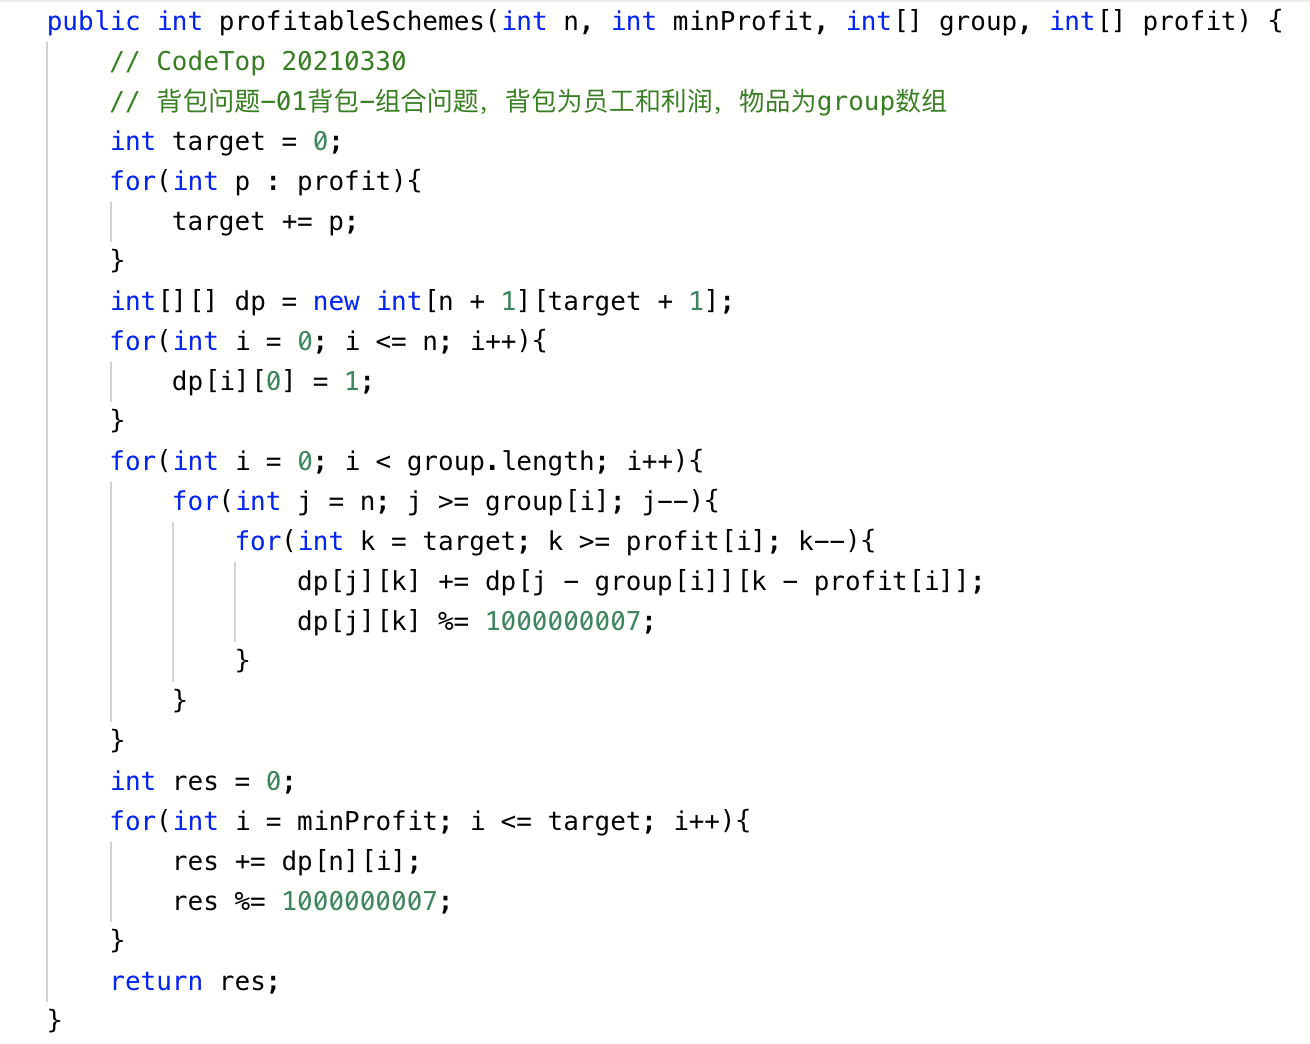 public int profitableSchemes(int n, int minProfit, int[] group, int[] profit) {
    // CodeTop 20210330
    // 背包问题-01背包-组合问题，背包为员工和利润，物品为group数组
    int target = 0;
    for(int p : profit){
        target += p;
    }
    int[][] dp = new int[n + 1][target + 1];
    for(int i = 0; i <= n; i++){
        dp[i][0] = 1;
    }
    for(int i = 0; i < group.length; i++){
        for(int j = n; j >= group[i]; j--){
            for(int k = target; k >= profit[i]; k--){
                dp[j][k] += dp[j - group[i]][k - profit[i]];
                dp[j][k] %= 1000000007;
            }
        }
    }
    int res = 0;
    for(int i = minProfit; i <= target; i++){
        res += dp[n][i];
        res %= 1000000007;
    }
    return res;
}